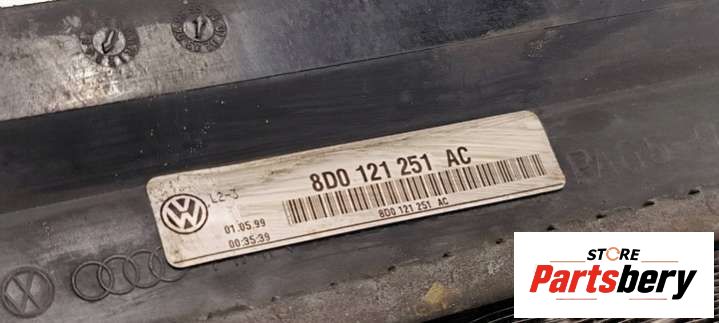 8D0 121 251 AC
L2-3
01.05.99
00:35:39
8D0 121 251 AC
STORE
Partsbery